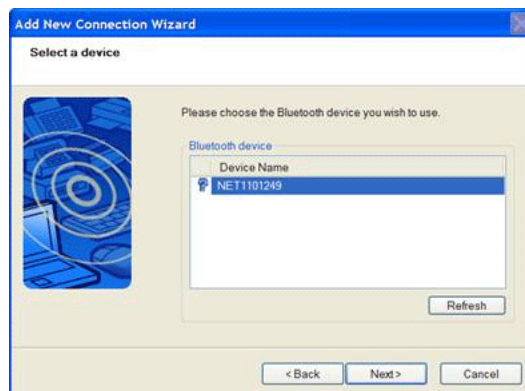 Add New Connection Wizard
Select a device
Please choose the Bluetooth device you wish to use.
Bluetooth device
Device Name
NET1101249
Refresh
< Back Next > Cancel